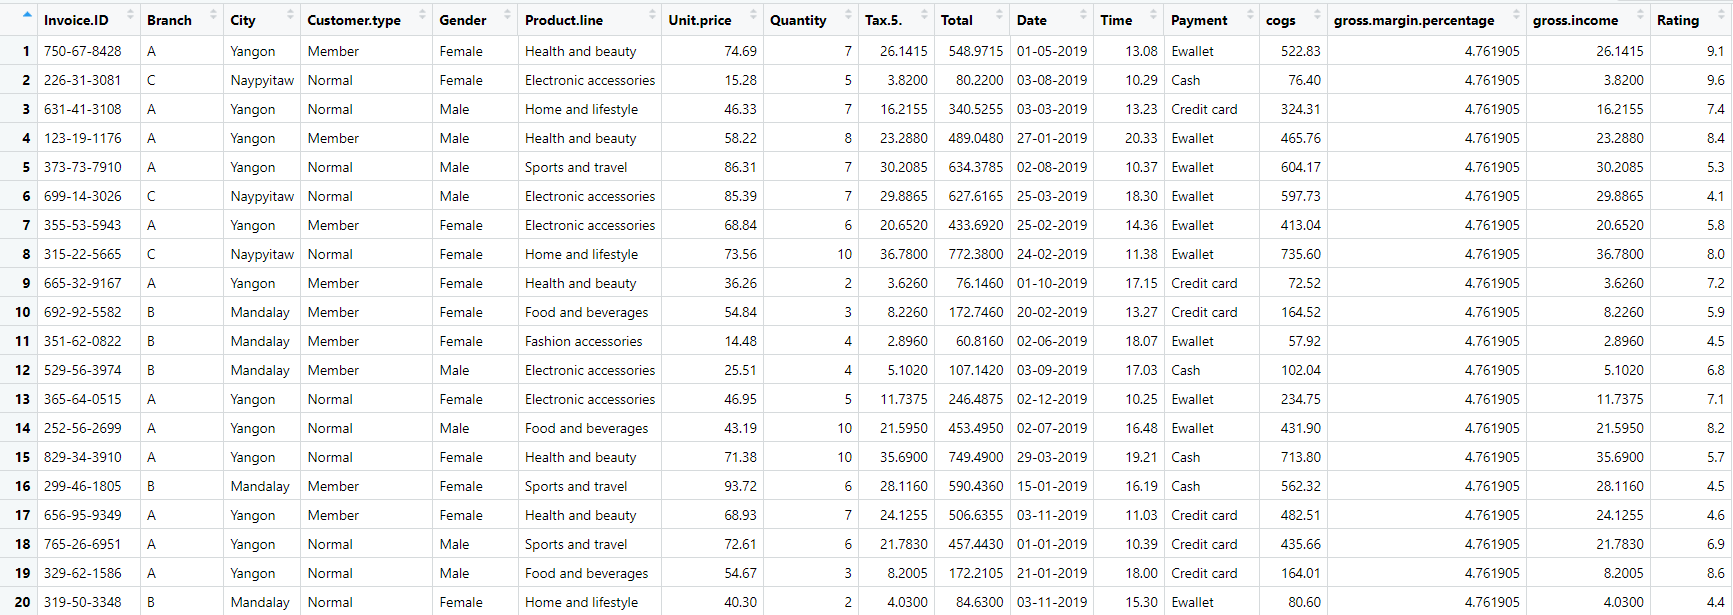 Invoice.ID Branch City Customer.type Gender Product.line Unit.price Quantity Tax.5. Total Date Time Payment cogs gross.margin.percentage gross.income Rating
1 750-67-8428 A Yangon Member Female Health and beauty 74.69 7 26.1415 548.9715 01-05-2019 13.08 Ewallet 522.83 4.761905 26.1415 9.1
2 226-31-3081 C Naypyitaw Normal Female Electronic accessories 15.28 5 3.8200 80.2200 03-08-2019 10.29 Cash 76.40 4.761905 3.8200 9.6
3 631-41-3108 A Yangon Normal Male Home and lifestyle 46.33 7 16.2155 340.5255 03-03-2019 13.23 Credit card 324.31 4.761905 16.2155 7.4
4 123-19-1176 A Yangon Member Male Health and beauty 58.22 8 23.2880 489.0480 27-01-2019 20.33 Ewallet 465.76 4.761905 23.2880 8.4
5 373-73-7910 A Yangon Normal Male Sports and travel 86.31 7 30.2085 634.3785 02-08-2019 10.37 Ewallet 604.17 4.761905 30.2085 5.3
6 699-14-3026 C Naypyitaw Normal Male Electronic accessories 85.39 7 29.8865 627.6165 25-03-2019 18.30 Ewallet 597.73 4.761905 29.8865 4.1
7 355-53-5943 A Yangon Member Female Electronic accessories 68.84 6 20.6520 433.6920 25-02-2019 14.36 Ewallet 413.04 4.761905 20.6520 5.8
8 315-22-5665 C Naypyitaw Normal Female Home and lifestyle 73.56 10 36.7800 772.3800 24-02-2019 11.38 Ewallet 735.60 4.761905 36.7800 8.0
9 665-32-9167 A Yangon Member Female Health and beauty 36.26 2 3.6260 76.1460 01-10-2019 17.15 Credit card 72.52 4.761905 3.6260 7.2
10 692-92-5582 B Mandalay Member Female Food and beverages 54.84 3 8.2260 172.7460 20-02-2019 13.27 Credit card 164.52 4.761905 8.2260 5.9
11 351-62-0822 B Mandalay Member Female Fashion accessories 14.48 4 2.8960 60.8160 02-06-2019 18.07 Ewallet 57.92 4.761905 2.8960 4.5
12 529-56-3974 B Mandalay Member Male Electronic accessories 25.51 4 5.1020 107.1420 03-09-2019 17.03 Cash 102.04 4.761905 5.1020 6.8
13 365-64-0515 A Yangon Normal Female Electronic accessories 46.95 5 11.7375 246.4875 02-12-2019 10.25 Ewallet 234.75 4.761905 11.7375 7.1
14 252-56-2699 A Yangon Normal Male Food and beverages 43.19 10 21.5950 453.4950 02-07-2019 16.48 Ewallet 431.90 4.761905 21.5950 8.2
15 829-34-3910 A Yangon Normal Female Health and beauty 71.38 10 35.6900 749.4900 29-03-2019 19.21 Cash 713.80 4.761905 35.6900 5.7
16 299-46-1805 B Mandalay Member Female Sports and travel 93.72 6 28.1160 590.4360 15-01-2019 16.19 Cash 562.32 4.761905 28.1160 4.5
17 656-95-9349 A Yangon Member Female Health and beauty 68.93 7 24.1255 506.6355 03-11-2019 11.03 Credit card 482.51 4.761905 24.1255 4.6
18 765-26-6951 A Yangon Normal Male Sports and travel 72.61 6 21.7830 457.4430 01-01-2019 10.39 Credit card 435.66 4.761905 21.7830 6.9
19 329-62-1586 A Yangon Normal Male Food and beverages 54.67 3 8.2005 172.2105 21-01-2019 18.00 Credit card 164.01 4.761905 8.2005 8.6
20 319-50-3348 B Mandalay Normal Female Home and lifestyle 40.30 2 4.0300 84.6300 03-11-2019 15.30 Ewallet 80.60 4.761905 4.0300 4.4